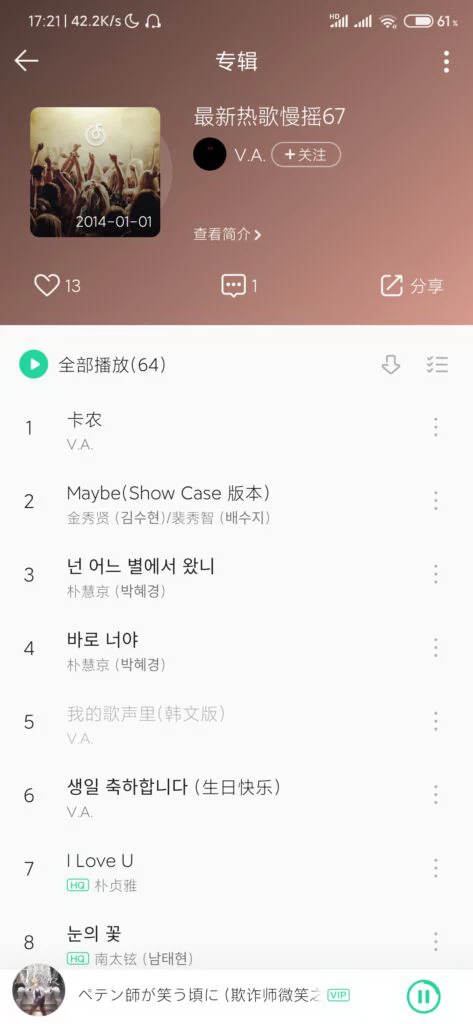 17:21 | 42.2K/s HD 61%
专辑
最新热歌慢摇67
V.A. +关注
2014-01-01
查看简介
13 1 分享
全部播放(64)
1 卡农
V.A.
2 Maybe(Show Case 版本)
金秀贤 (김수현)/裴秀智 (배수지)
3 넌 어느 별에서 왔니
朴慧京 (박혜경)
4 바로 너야
朴慧京 (박혜경)
5 我的歌声里(韩文版)
V.A.
6 생일 축하합니다 (生日快乐)
V.A.
7 I Love U
HQ 朴贞雅
8 눈의 꽃
HQ 南太铉 (남태현)
ペテン師が笑う頃に (欺诈师微笑之 VIP